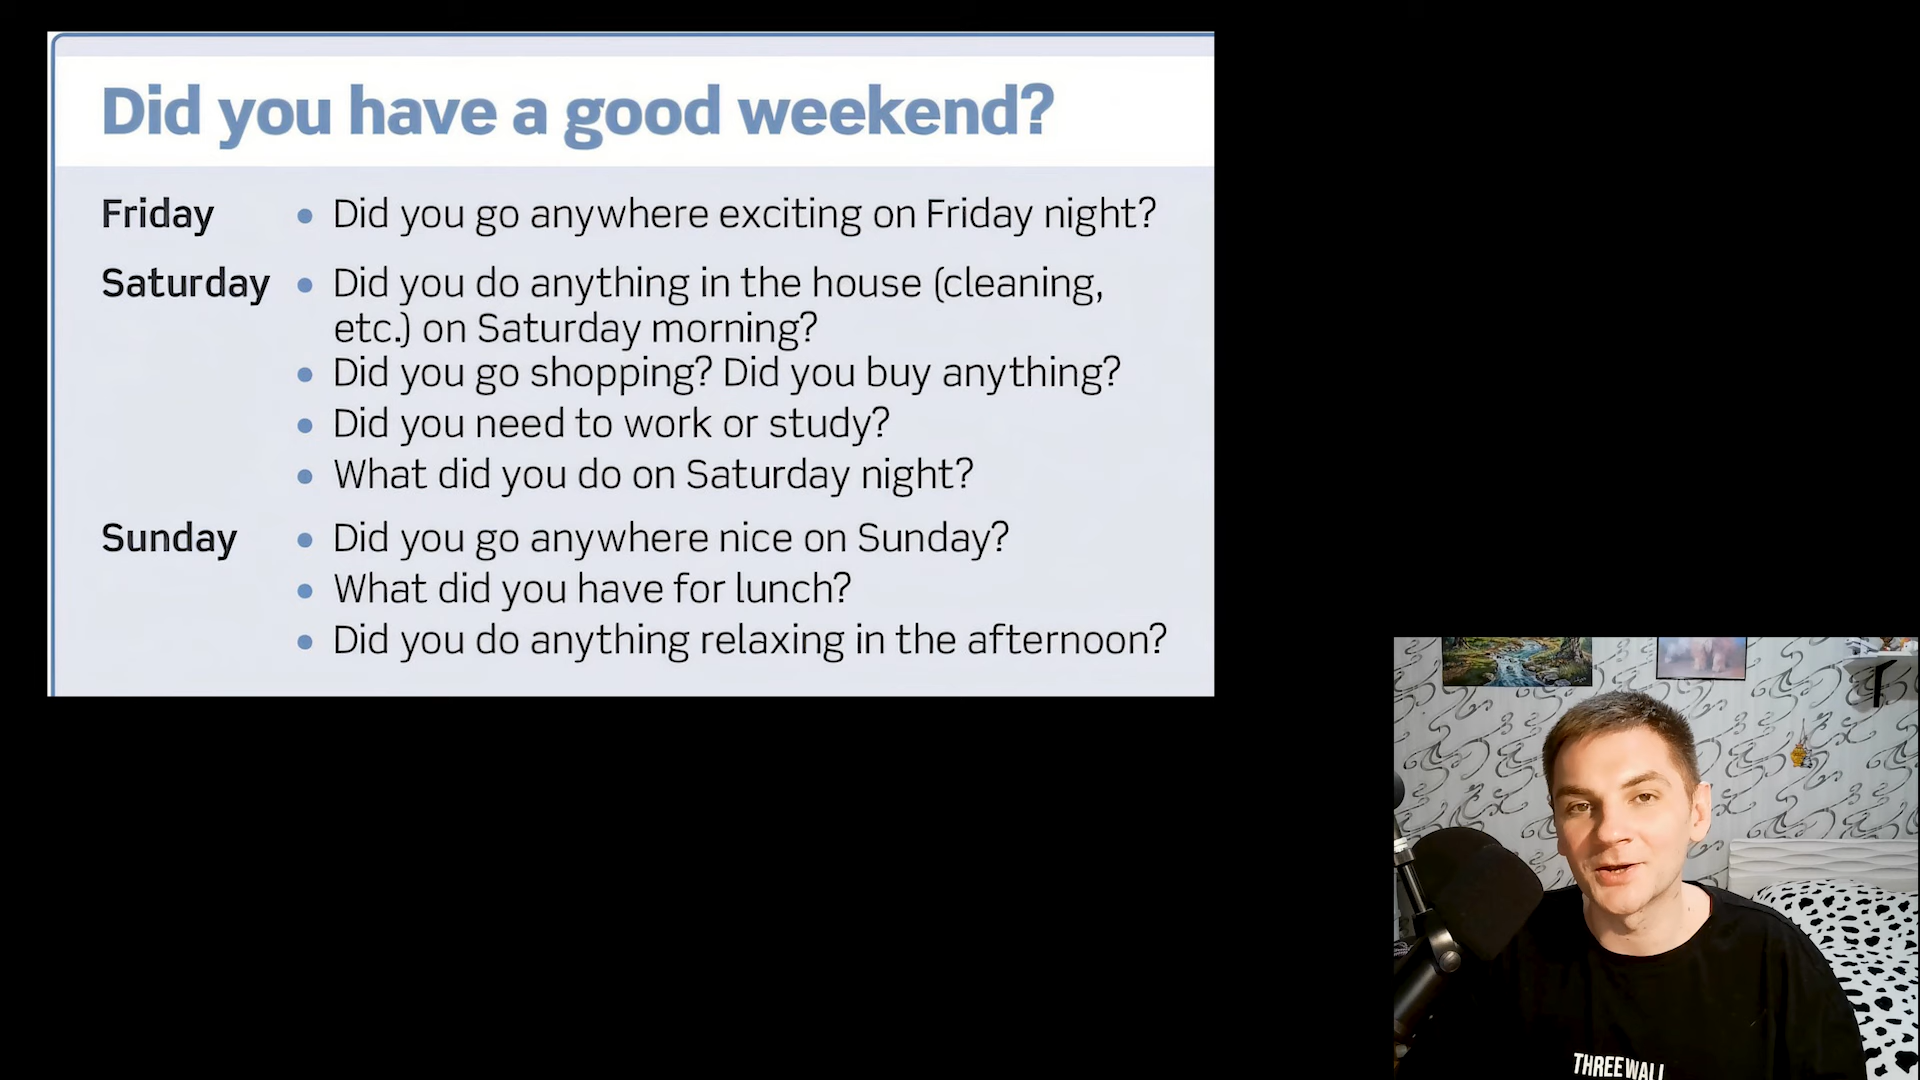 Did you have a good weekend?
Friday • Did you go anywhere exciting on Friday night?
Saturday • Did you do anything in the house (cleaning,
etc.) on Saturday morning?
• Did you go shopping? Did you buy anything?
• Did you need to work or study?
• What did you do on Saturday night?
Sunday • Did you go anywhere nice on Sunday?
• What did you have for lunch?
• Did you do anything relaxing in the afternoon?
THREE WALL